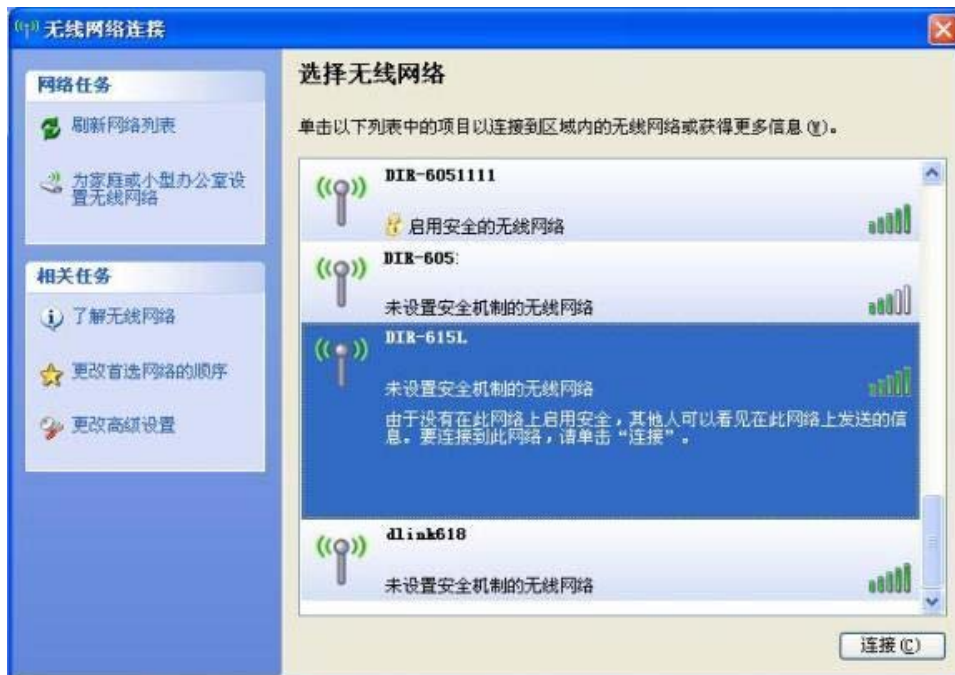 无线网络连接
网络任务
刷新网络列表
为家庭或小型办公室设
置无线网络
相关任务
了解无线网络
更改首选网络的顺序
更改高级设置
选择无线网络
单击以下列表中的项目以连接到区域内的无线网络或获得更多信息(W)。
DIR-6051111
启用安全的无线网络
DIR-605
未设置安全机制的无线网络
DIR-615L
未设置安全机制的无线网络
由于没有在此网络上启用安全，其他人可以看见在此网络上发送的信
息。要连接到此网络，请单击“连接”。
dlink618
未设置安全机制的无线网络
连接(C)